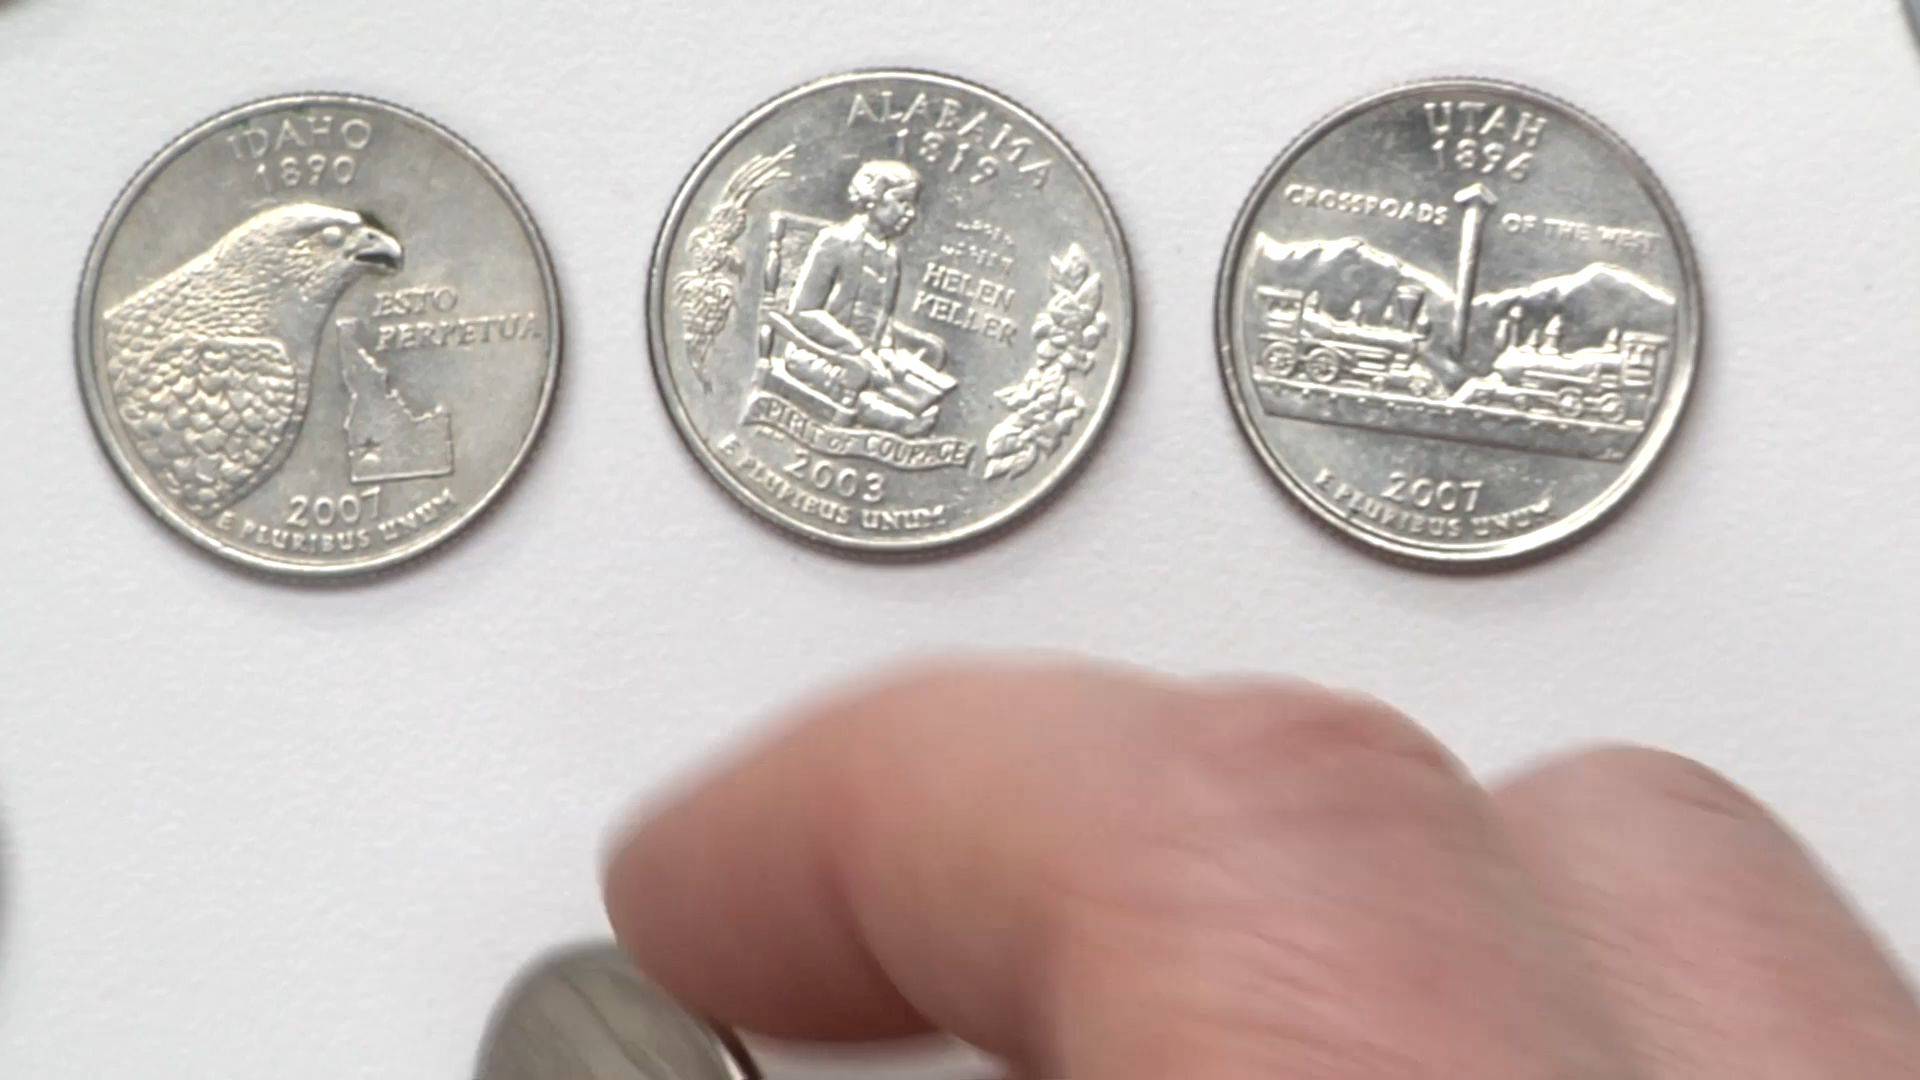 IDAHO
1890
ESTO
PERPETUA
2007
E PLURIBUS UNUM
ALABAMA
1819
HELEN
KELLER
SPIRIT of COURAGE
2003
E PLURIBUS UNUM
UTAH
1896
CROSSROADS OF THE WEST
2007
E PLURIBUS UNUM